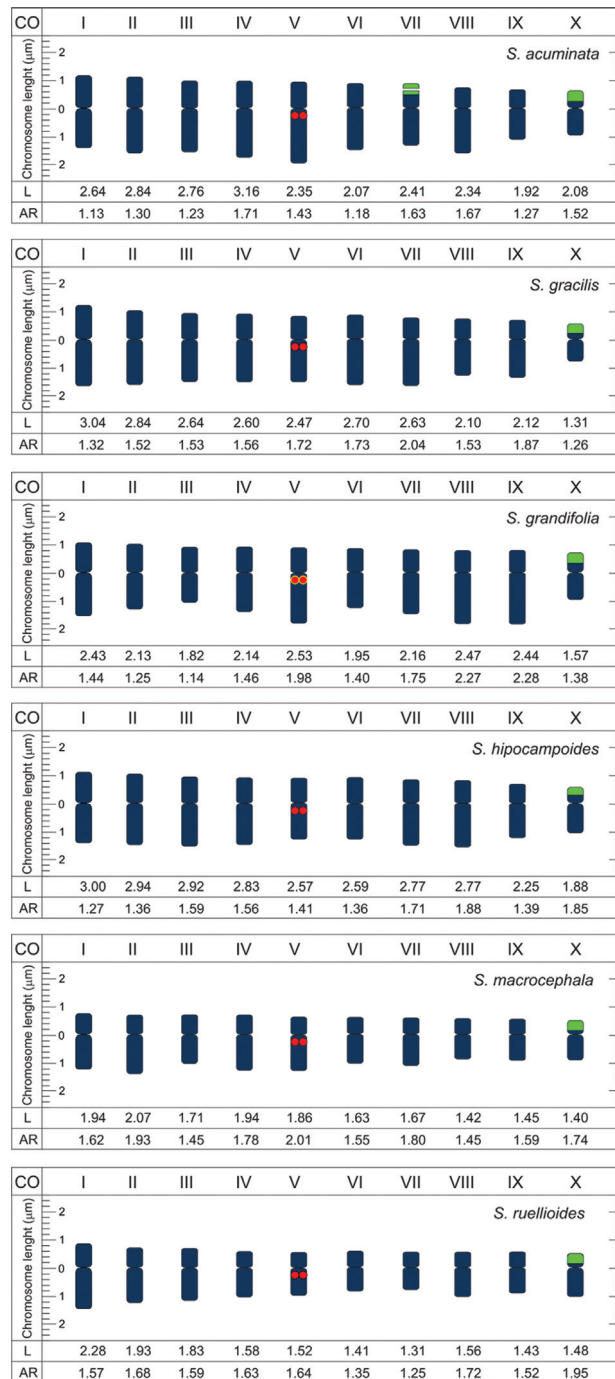 CO I II III IV V VI VII VIII IX X
S. acuminata
Chromosome lenght (µm)
2
1
0
1
2
L 2.64 2.84 2.76 3.16 2.35 2.07 2.41 2.34 1.92 2.08
AR 1.13 1.30 1.23 1.71 1.43 1.18 1.63 1.67 1.27 1.52
CO I II III IV V VI VII VIII IX X
S. gracilis
Chromosome lenght (µm)
2
1
0
1
2
L 3.04 2.84 2.64 2.60 2.47 2.70 2.63 2.10 2.12 1.31
AR 1.32 1.52 1.53 1.56 1.72 1.73 2.04 1.53 1.87 1.26
CO I II III IV V VI VII VIII IX X
S. grandifolia
Chromosome lenght (µm)
2
1
0
1
2
L 2.43 2.13 1.82 2.14 2.53 1.95 2.16 2.47 2.44 1.57
AR 1.44 1.25 1.14 1.46 1.98 1.40 1.75 2.27 2.28 1.38
CO I II III IV V VI VII VIII IX X
S. hipocampoides
Chromosome lenght (µm)
2
1
0
1
2
L 3.00 2.94 2.92 2.83 2.57 2.59 2.77 2.77 2.25 1.88
AR 1.27 1.36 1.59 1.56 1.41 1.36 1.71 1.88 1.39 1.85
CO I II III IV V VI VII VIII IX X
S. macrocephala
Chromosome lenght (µm)
2
1
0
1
2
L 1.94 2.07 1.71 1.94 1.86 1.63 1.67 1.42 1.45 1.40
AR 1.62 1.93 1.45 1.78 2.01 1.55 1.80 1.45 1.59 1.74
CO I II III IV V VI VII VIII IX X
S. ruellioides
Chromosome lenght (µm)
2
1
0
1
2
L 2.28 1.93 1.83 1.58 1.52 1.41 1.31 1.56 1.43 1.48
AR 1.57 1.68 1.59 1.63 1.64 1.35 1.25 1.72 1.52 1.95